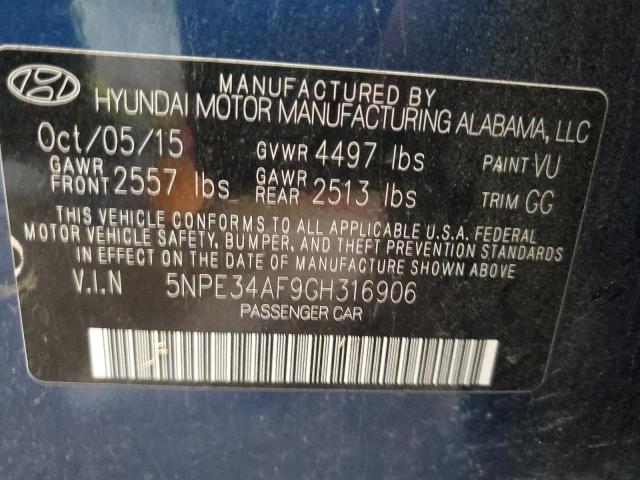 MANUFACTURED BY
HYUNDAI MOTOR MANUFACTURING ALABAMA, LLC
Oct/05/15 GVWR 4497 lbs PAINT VU
GAWR FRONT 2557 lbs GAWR REAR 2513 lbs TRIM GG
THIS VEHICLE CONFORMS TO ALL APPLICABLE U.S.A. FEDERAL
MOTOR VEHICLE SAFETY, BUMPER, AND THEFT PREVENTION STANDARDS
IN EFFECT ON THE DATE OF MANUFACTURE SHOWN ABOVE
V.I.N 5NPE34AF9GH316906
PASSENGER CAR